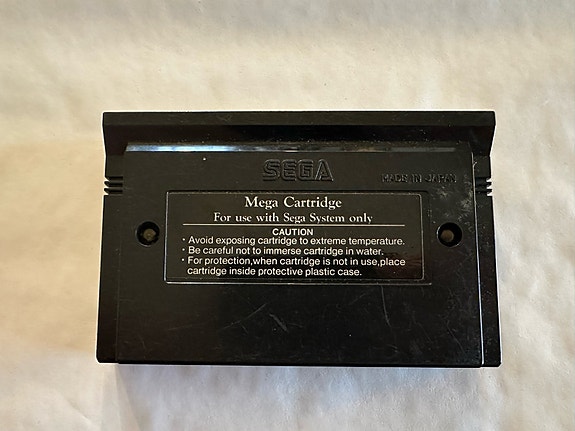 SEGA
MADE IN JAPAN
Mega Cartridge
For use with Sega System only
CAUTION
· Avoid exposing cartridge to extreme temperature.
· Be careful not to immerse cartridge in water.
· For protection,when cartridge is not in use,place
cartridge inside protective plastic case.